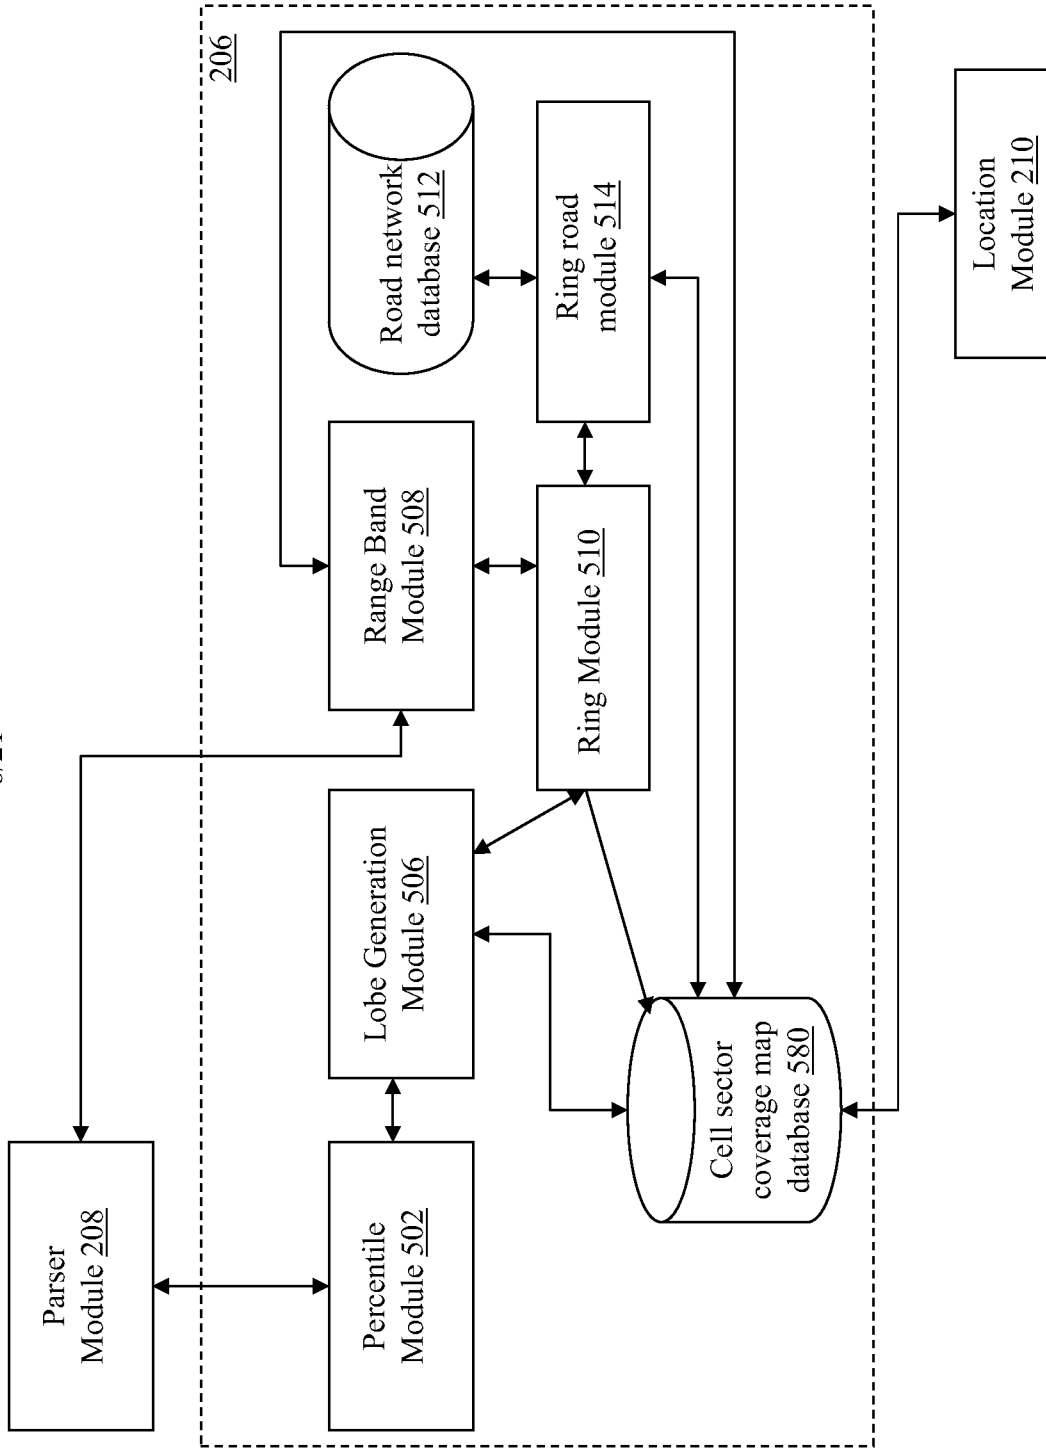 Parser
Module 208
206
Percentile
Module 502
Lobe Generation
Module 506
Range Band
Module 508
Road network
database 512
Ring Module 510
Ring road
module 514
Cell sector
coverage map
database 580
Location
Module 210